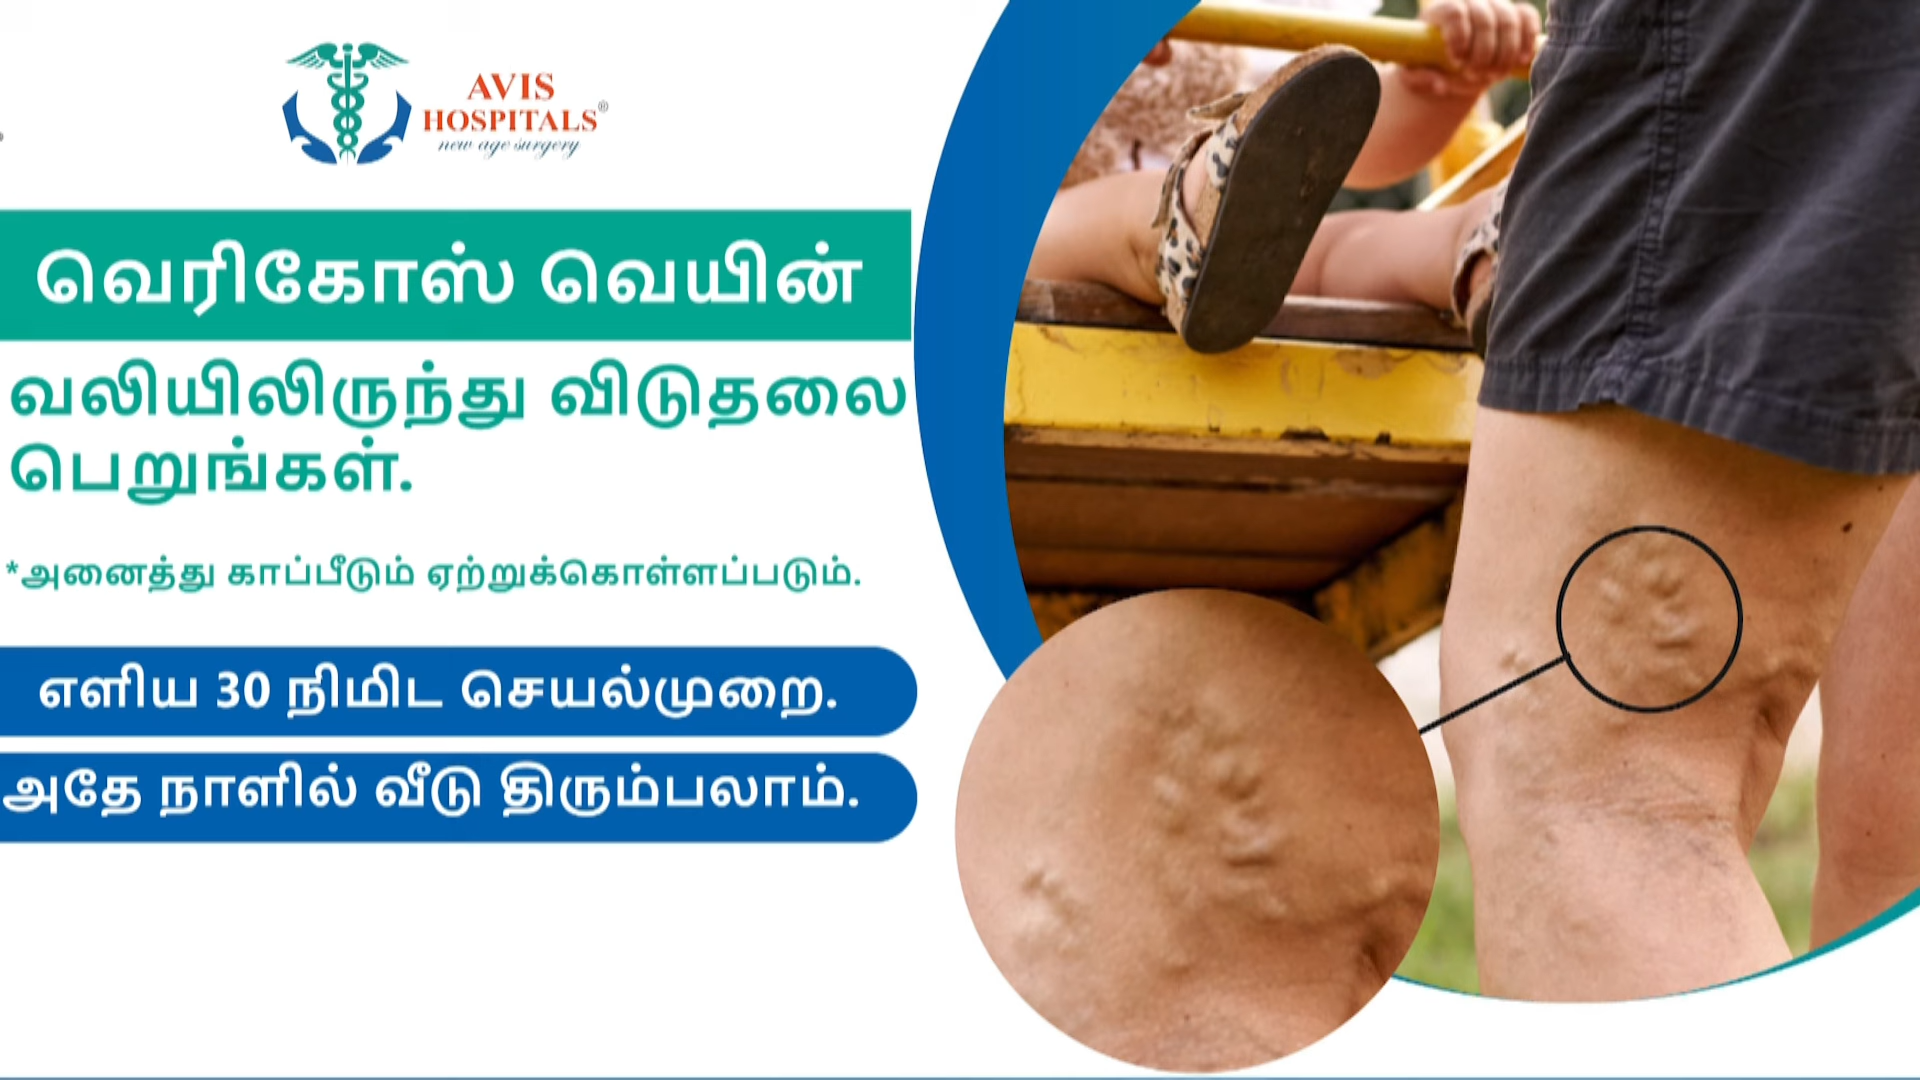 AVIS
HOSPITALS®
new age surgery
வெரிகோஸ் வெயின்
வலியிலிருந்து விடுதலை
பெறுங்கள்.
*அனைத்து காப்பீடும் ஏற்றுக்கொள்ளப்படும்.
எளிய 30 நிமிட செயல்முறை.
அதே நாளில் வீடு திரும்பலாம்.